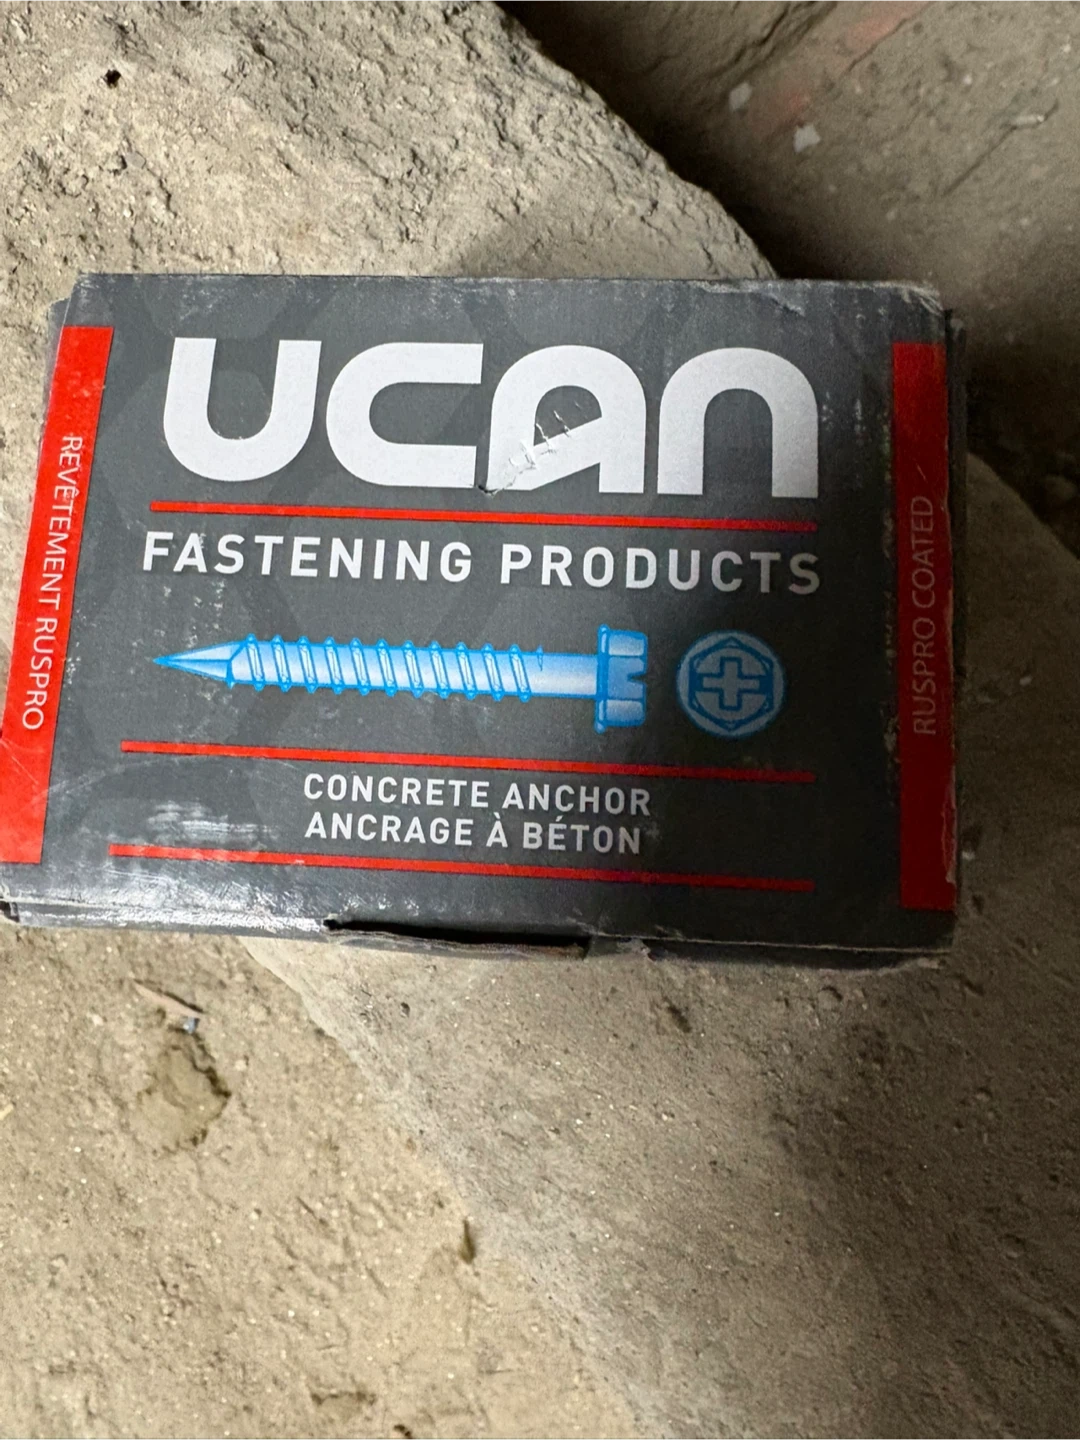 UCAN
FASTENING PRODUCTS
CONCRETE ANCHOR
ANCRAGE À BÉTON
REVÊTEMENT RUSPRO
RUSPRO COATED